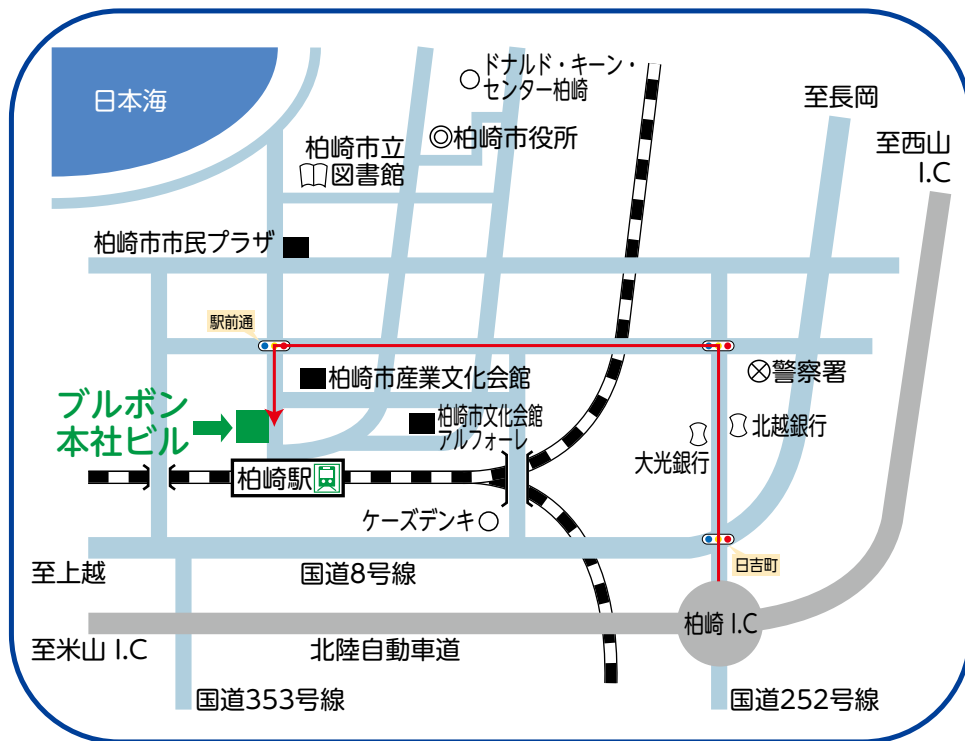 ドナルド・キーン・
センター柏崎
日本海
至長岡
柏崎市役所
至西山
I.C
柏崎市立
図書館
柏崎市市民プラザ
駅前通
柏崎市産業文化会館
警察署
ブルボン
本社ビル
柏崎市文化会館
アルフォーレ
北越銀行
大光銀行
柏崎駅
ケーズデンキ
日吉町
至上越
国道8号線
柏崎 I.C
至米山 I.C
北陸自動車道
国道353号線
国道252号線